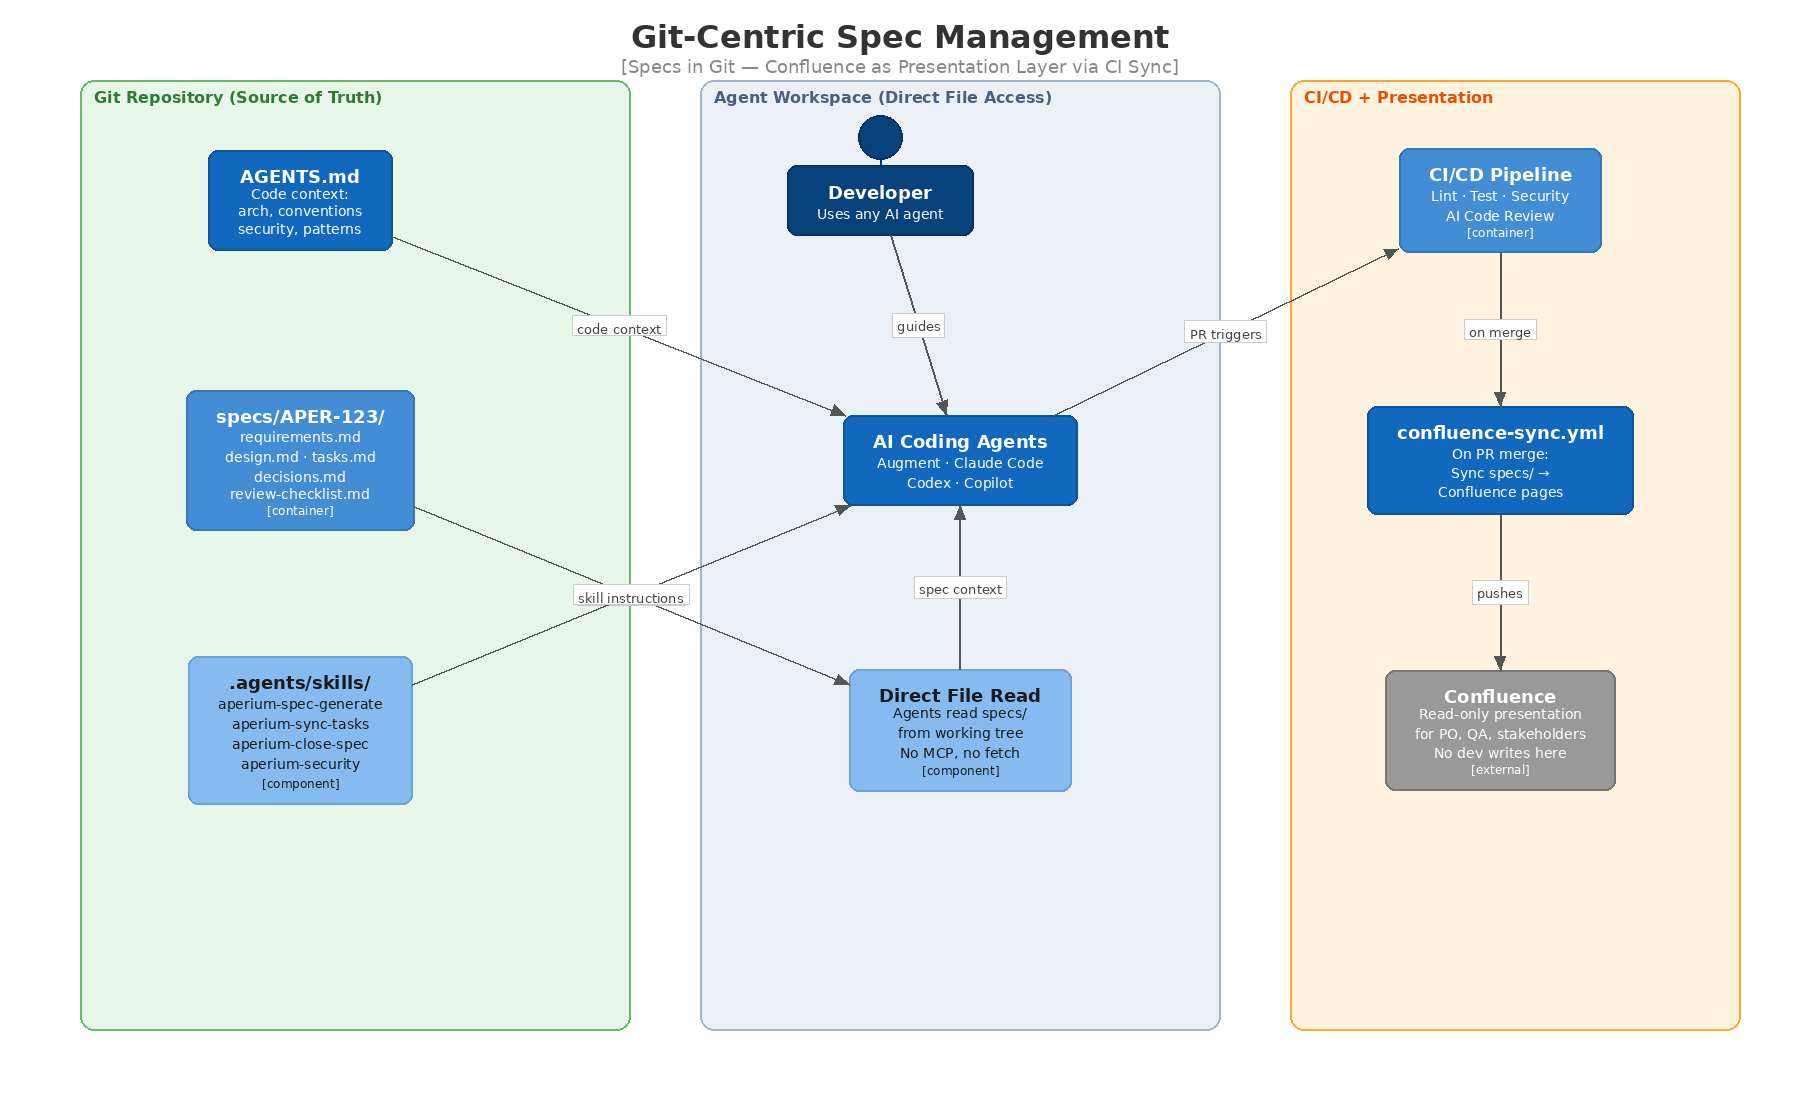 Git-Centric Spec Management
[Specs in Git — Confluence as Presentation Layer via CI Sync]
Git Repository (Source of Truth)
AGENTS.md
Code context:
arch, conventions
security, patterns
specs/APER-123/
requirements.md
design.md · tasks.md
decisions.md
review-checklist.md
[container]
.agents/skills/
aperium-spec-generate
aperium-sync-tasks
aperium-close-spec
aperium-security
[component]
code context
skill instructions
Agent Workspace (Direct File Access)
Developer
Uses any AI agent
guides
AI Coding Agents
Augment · Claude Code
Codex · Copilot
spec context
Direct File Read
Agents read specs/
from working tree
No MCP, no fetch
[component]
PR triggers
CI/CD + Presentation
CI/CD Pipeline
Lint · Test · Security
AI Code Review
[container]
on merge
confluence-sync.yml
On PR merge:
Sync specs/ →
Confluence pages
pushes
Confluence
Read-only presentation
for PO, QA, stakeholders
No dev writes here
[external]